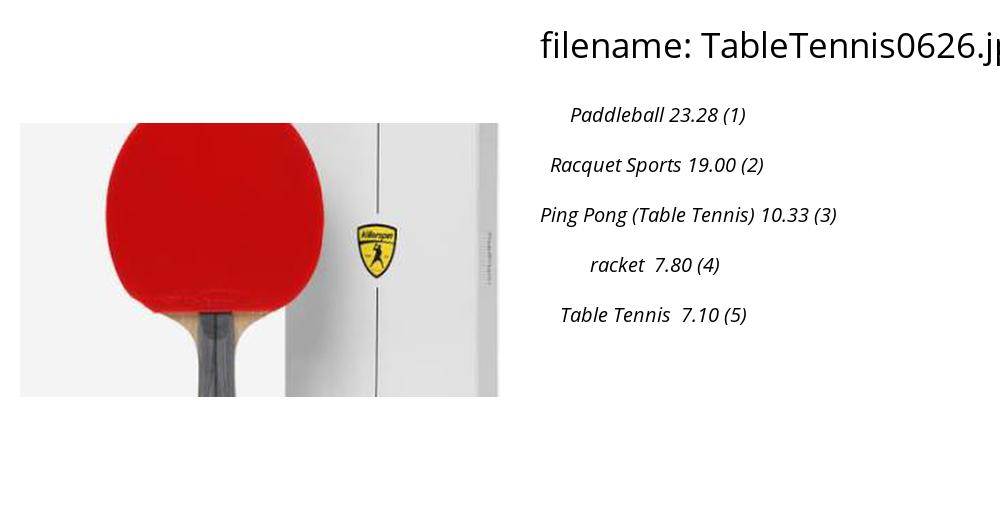 filename: TableTennis0626.jp
Paddleball 23.28 (1)
Racquet Sports 19.00 (2)
Ping Pong (Table Tennis) 10.33 (3)
racket 7.80 (4)
Table Tennis 7.10 (5)
Killerspin